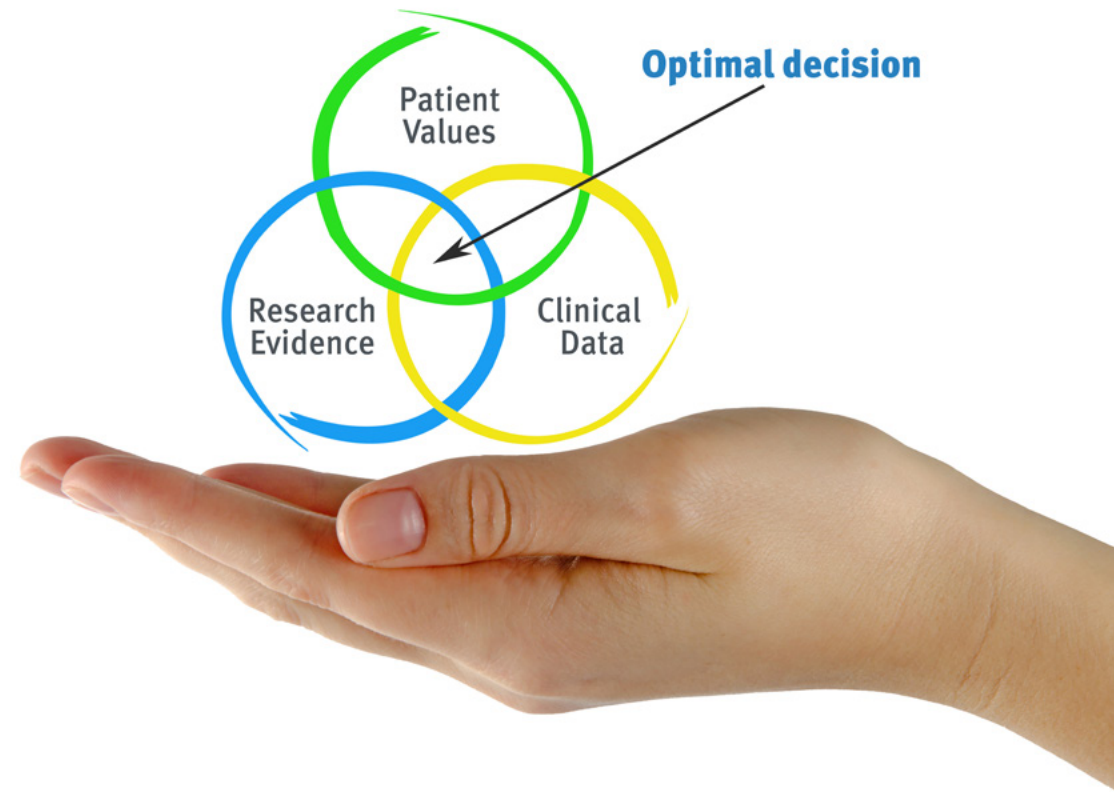 Optimal decision
Patient
Values
Research
Evidence
Clinical
Data